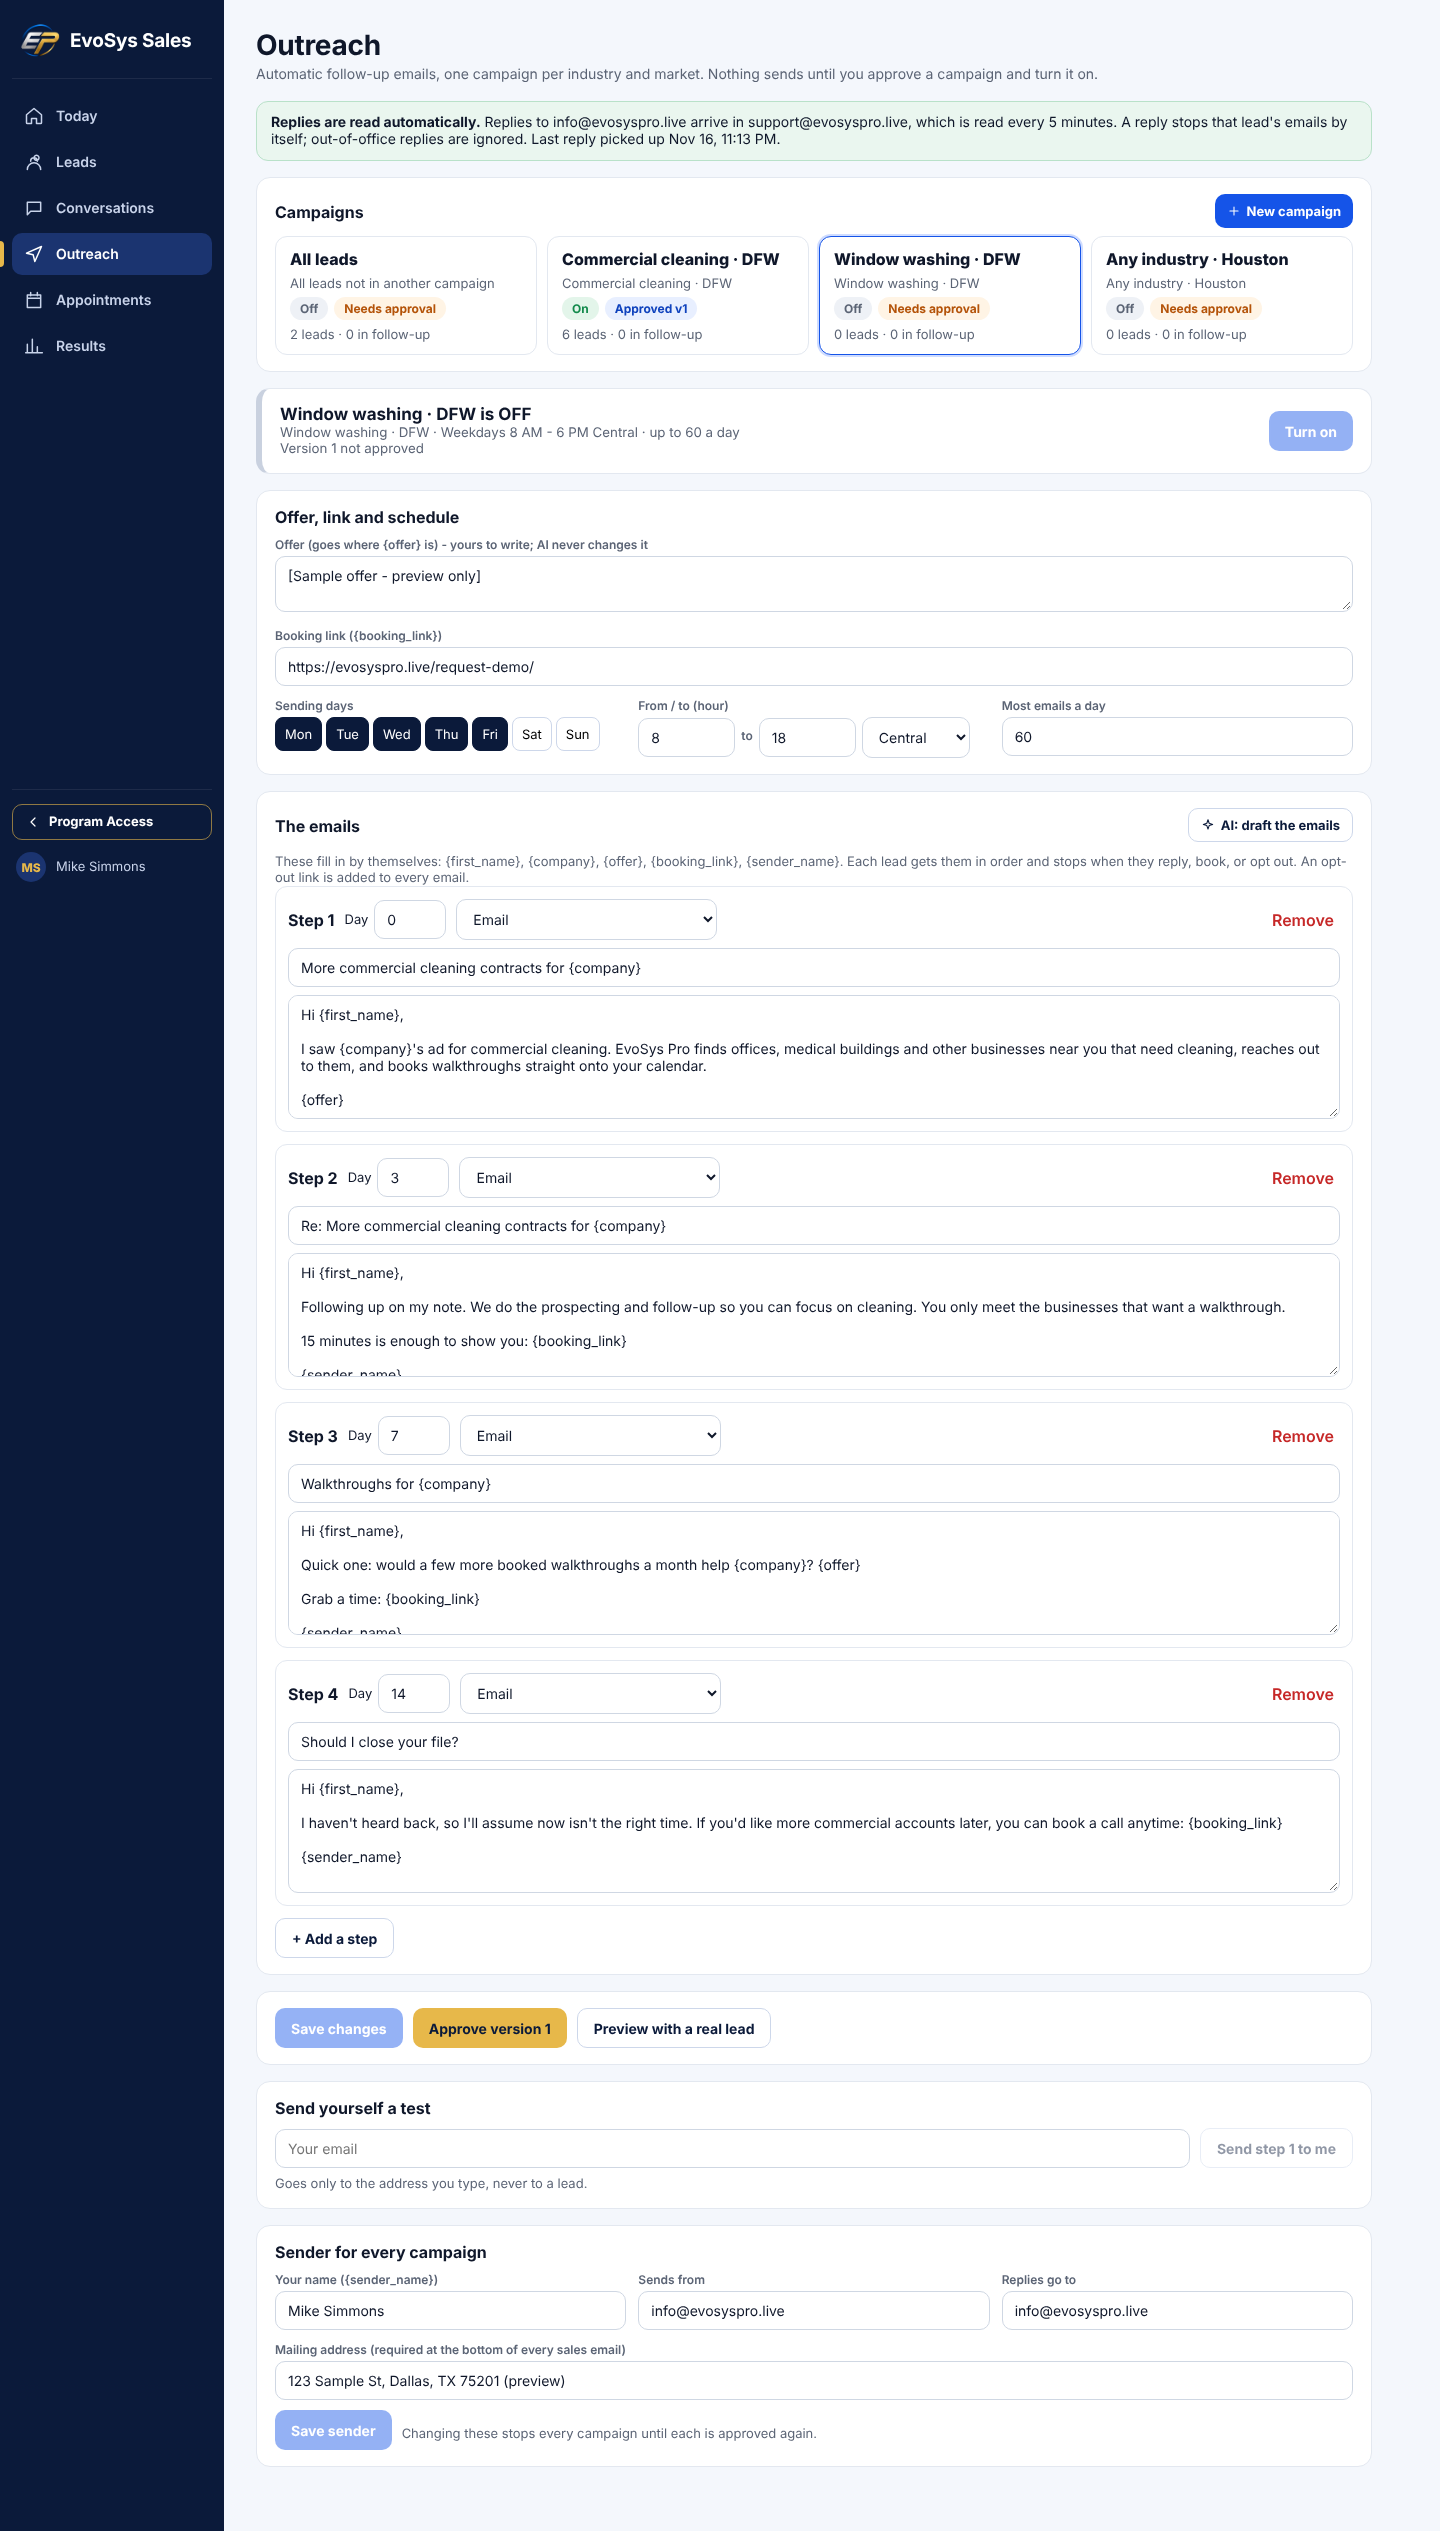 EP EvoSys Sales
Today
Leads
Conversations
Outreach
Appointments
Results
Program Access
MS Mike Simmons
Outreach
Automatic follow-up emails, one campaign per industry and market. Nothing sends until you approve a campaign and turn it on.
Replies are read automatically. Replies to info@evosyspro.live arrive in support@evosyspro.live, which is read every 5 minutes. A reply stops that lead's emails by
itself; out-of-office replies are ignored. Last reply picked up Nov 16, 11:13 PM.
Campaigns
+ New campaign
All leads
All leads not in another campaign
Off Needs approval
2 leads · 0 in follow-up
Commercial cleaning · DFW
Commercial cleaning · DFW
On Approved v1
6 leads · 0 in follow-up
Window washing · DFW
Window washing · DFW
Off Needs approval
0 leads · 0 in follow-up
Any industry · Houston
Any industry · Houston
Off Needs approval
0 leads · 0 in follow-up
Window washing · DFW is OFF
Window washing · DFW · Weekdays 8 AM - 6 PM Central · up to 60 a day
Version 1 not approved
Turn on
Offer, link and schedule
Offer (goes where {offer} is) - yours to write; AI never changes it
[Sample offer - preview only]
Booking link ({booking_link})
https://evosyspro.live/request-demo/
Sending days
Mon Tue Wed Thu Fri Sat Sun
From / to (hour)
8 to 18 Central
Most emails a day
60
The emails
AI: draft the emails
These fill in by themselves: {first_name}, {company}, {offer}, {booking_link}, {sender_name}. Each lead gets them in order and stops when they reply, book, or opt out. An opt-
out link is added to every email.
Step 1 Day 0 Email Remove
More commercial cleaning contracts for {company}
Hi {first_name},
I saw {company}'s ad for commercial cleaning. EvoSys Pro finds offices, medical buildings and other businesses near you that need cleaning, reaches out
to them, and books walkthroughs straight onto your calendar.
{offer}
Step 2 Day 3 Email Remove
Re: More commercial cleaning contracts for {company}
Hi {first_name},
Following up on my note. We do the prospecting and follow-up so you can focus on cleaning. You only meet the businesses that want a walkthrough.
15 minutes is enough to show you: {booking_link}
{sender_name}
Step 3 Day 7 Email Remove
Walkthroughs for {company}
Hi {first_name},
Quick one: would a few more booked walkthroughs a month help {company}? {offer}
Grab a time: {booking_link}
{sender_name}
Step 4 Day 14 Email Remove
Should I close your file?
Hi {first_name},
I haven't heard back, so I'll assume now isn't the right time. If you'd like more commercial accounts later, you can book a call anytime: {booking_link}
{sender_name}
+ Add a step
Save changes Approve version 1 Preview with a real lead
Send yourself a test
Your email
Send step 1 to me
Goes only to the address you type, never to a lead.
Sender for every campaign
Your name ({sender_name})
Mike Simmons
Sends from
info@evosyspro.live
Replies go to
info@evosyspro.live
Mailing address (required at the bottom of every sales email)
123 Sample St, Dallas, TX 75201 (preview)
Save sender Changing these stops every campaign until each is approved again.